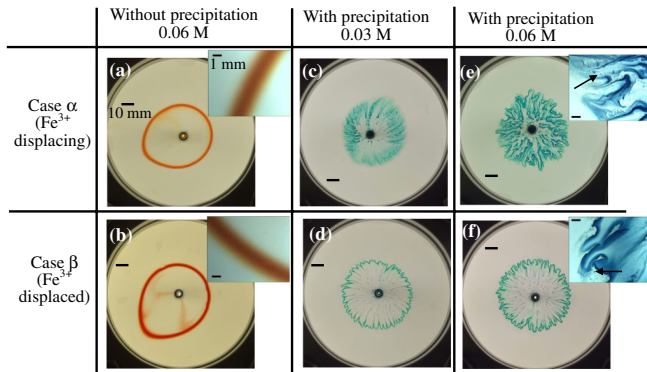 Without precipitation
0.06 M
With precipitation
0.03 M
With precipitation
0.06 M
Case α
(Fe³⁺
displacing)
(a)
10 mm
1 mm
(c)
(e)
Case β
(Fe³⁺
displaced)
(b)
(d)
(f)